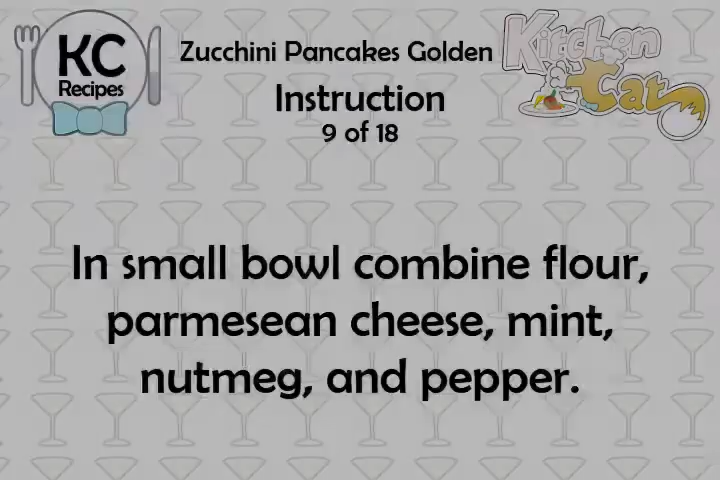 KC
Recipes
Zucchini Pancakes Golden
Kitchen
Cat
Instruction
9 of 18
In small bowl combine flour,
parmesean cheese, mint,
nutmeg, and pepper.